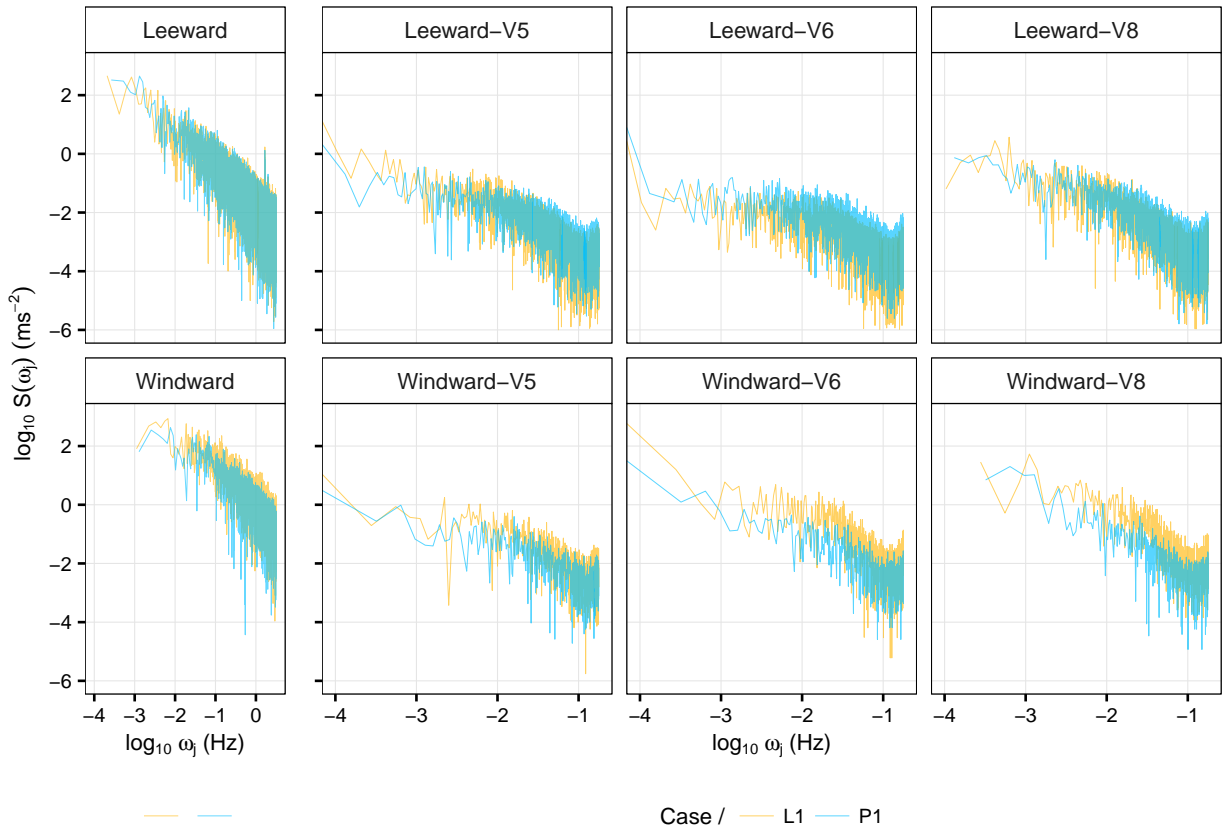 Leeward Leeward−V5 Leeward−V6 Leeward−V8
2
0
−2
−4
−6
log₁₀ S(ωⱼ) (ms⁻²)
Windward Windward−V5 Windward−V6 Windward−V8
2
0
−2
−4
−6
−4 −3 −2 −1 0 −4 −3 −2 −1 −4 −3 −2 −1 −4 −3 −2 −1
log₁₀ ωⱼ (Hz) log₁₀ ωⱼ (Hz)
Case / L1 P1